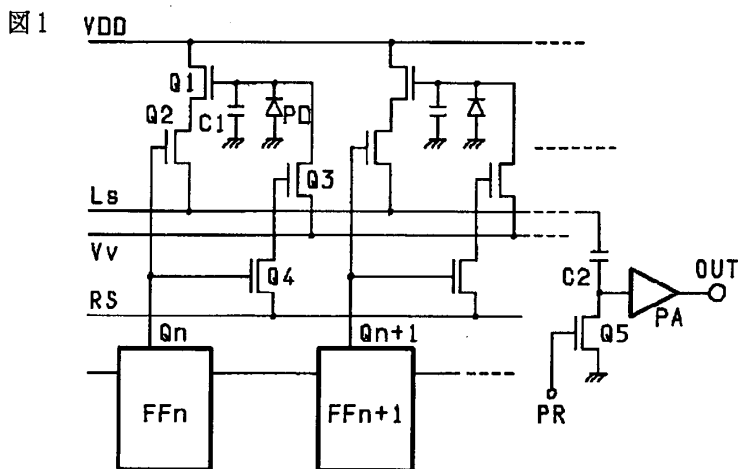 図1
VDD
Q1
Q2
C1
PD
Q3
Ls
Vv
Q4
RS
Qn
Qn+1
FFn
FFn+1
C2
PA
OUT
Q5
PR